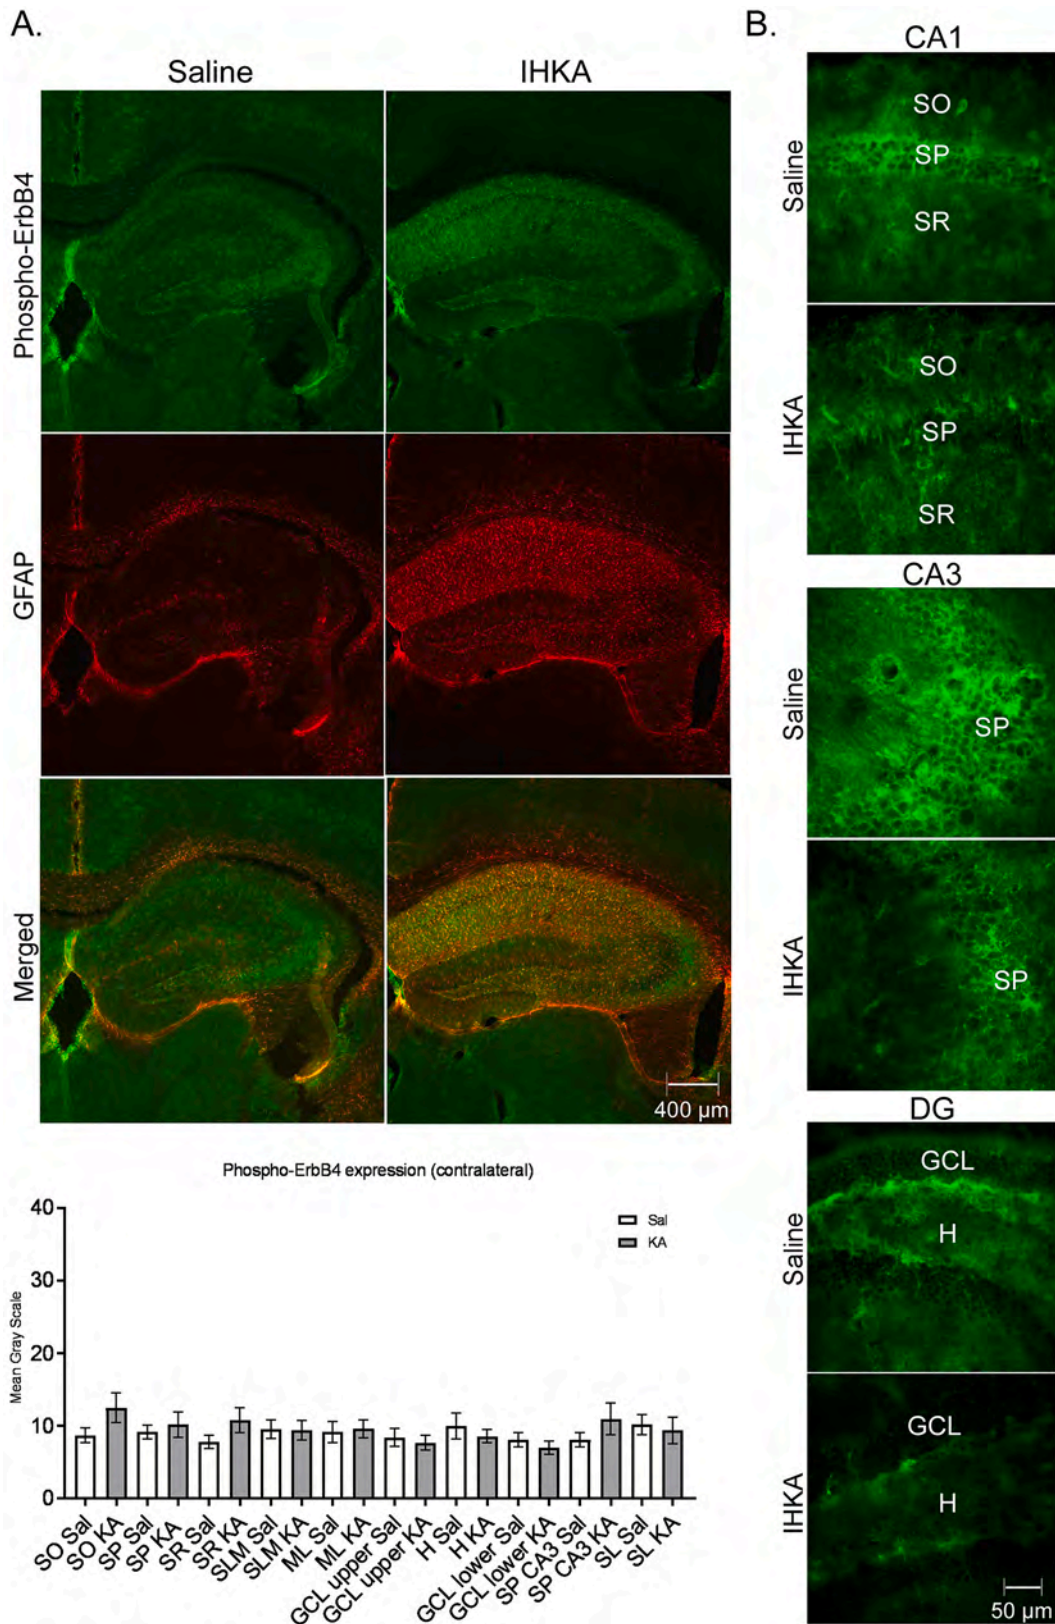 A.
Saline IHKA
Phospho-ErbB4
GFAP
Merged
400 µm
Phospho-ErbB4 expression (contralateral)
Mean Gray Scale
40
30
20
10
0
Sal
KA
SO Sal
SO KA
SP Sal
SP KA
SR Sal
SR KA
SLM Sal
SLM KA
ML Sal
ML KA
GCL upper Sal
GCL upper KA
H Sal
H KA
GCL lower Sal
GCL lower KA
SP CA3 Sal
SP CA3 KA
SL Sal
SL KA
B.
CA1
Saline
SO
SP
SR
IHKA
SO
SP
SR
CA3
Saline
SP
IHKA
SP
DG
Saline
GCL
H
IHKA
GCL
H
50 µm